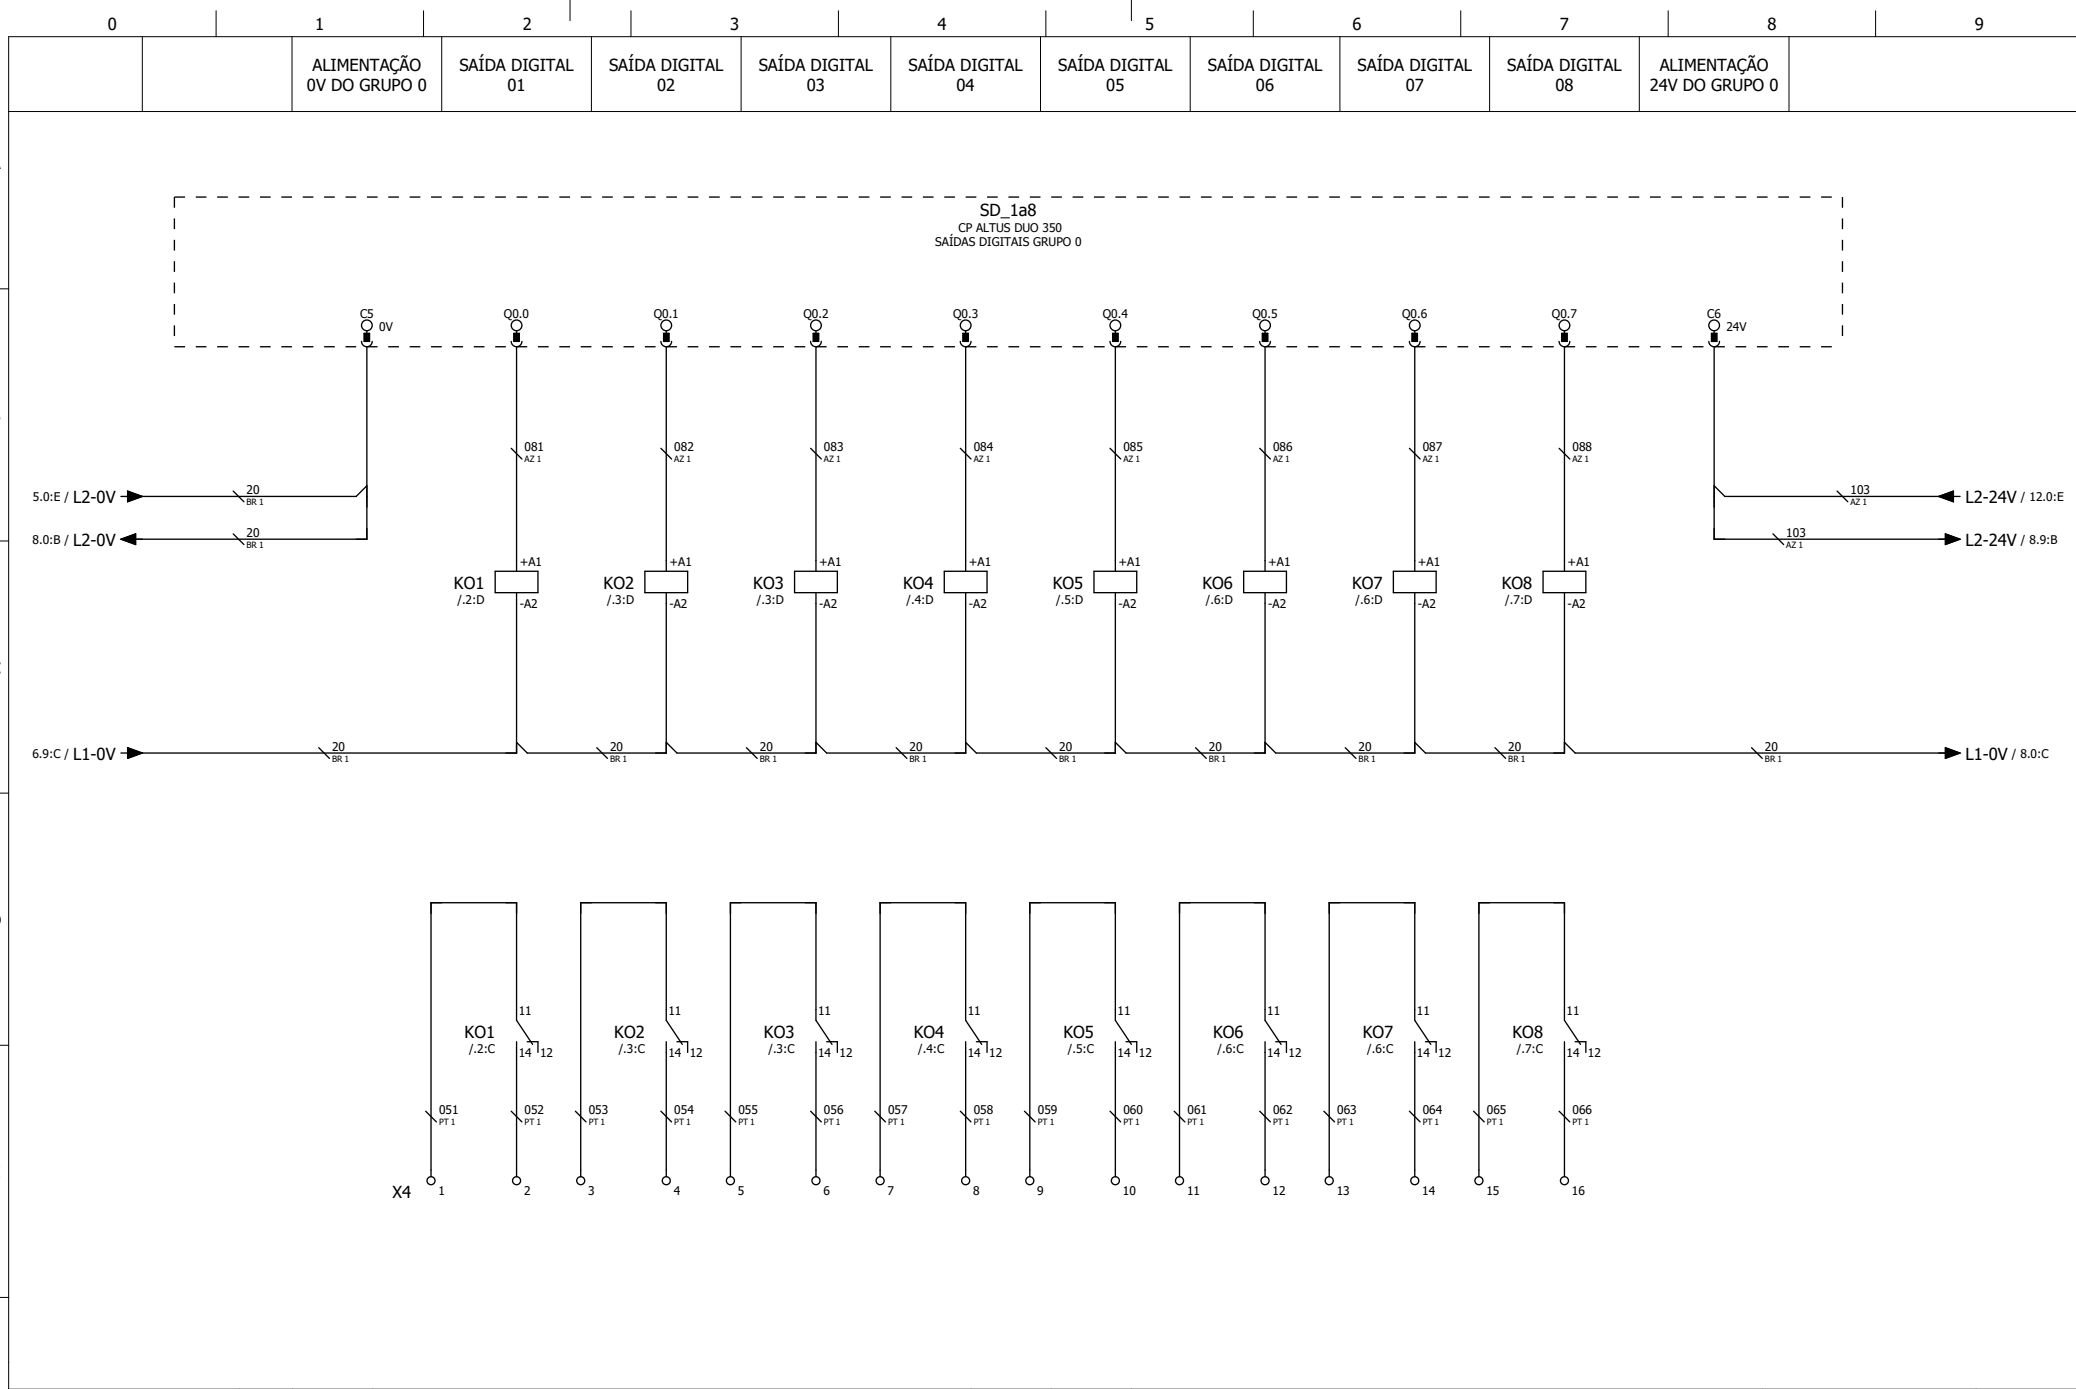 0 1 2 3 4 5 6 7 8 9
ALIMENTAÇÃO
0V DO GRUPO 0
SAÍDA DIGITAL
01
SAÍDA DIGITAL
02
SAÍDA DIGITAL
03
SAÍDA DIGITAL
04
SAÍDA DIGITAL
05
SAÍDA DIGITAL
06
SAÍDA DIGITAL
07
SAÍDA DIGITAL
08
ALIMENTAÇÃO
24V DO GRUPO 0
SD_1a8
CP ALTUS DUO 350
SAÍDAS DIGITAIS GRUPO 0
C5 Q0.0 Q0.1 Q0.2 Q0.3 Q0.4 Q0.5 Q0.6 Q0.7 C6
0V 24V
081 082 083 084 085 086 087 088
AZ 1 AZ 1 AZ 1 AZ 1 AZ 1 AZ 1 AZ 1 AZ 1
5.0:E / L2-0V 20 103 L2-24V / 12.0:E
BR 1 AZ 1
8.0:B / L2-0V 20 103 L2-24V / 8.9:B
BR 1 AZ 1
+A1 +A1 +A1 +A1 +A1 +A1 +A1 +A1
KO1 KO2 KO3 KO4 KO5 KO6 KO7 KO8
/.2:D /.3:D /.3:D /.4:D /.5:D /.6:D /.6:D /.7:D
-A2 -A2 -A2 -A2 -A2 -A2 -A2 -A2
6.9:C / L1-0V 20 20 20 20 20 20 20 20 20 L1-0V / 8.0:C
BR 1 BR 1 BR 1 BR 1 BR 1 BR 1 BR 1 BR 1 BR 1
11 11 11 11 11 11 11 11
KO1 KO2 KO3 KO4 KO5 KO6 KO7 KO8
/.2:C /.3:C /.3:C /.4:C /.5:C /.6:C /.6:C /.7:C
14 12 14 12 14 12 14 12 14 12 14 12 14 12 14 12
051 052 053 054 055 056 057 058 059 060 061 062 063 064 065 066
PT 1 PT 1 PT 1 PT 1 PT 1 PT 1 PT 1 PT 1 PT 1 PT 1 PT 1 PT 1 PT 1 PT 1 PT 1 PT 1
X4 1 2 3 4 5 6 7 8 9 10 11 12 13 14 15 16